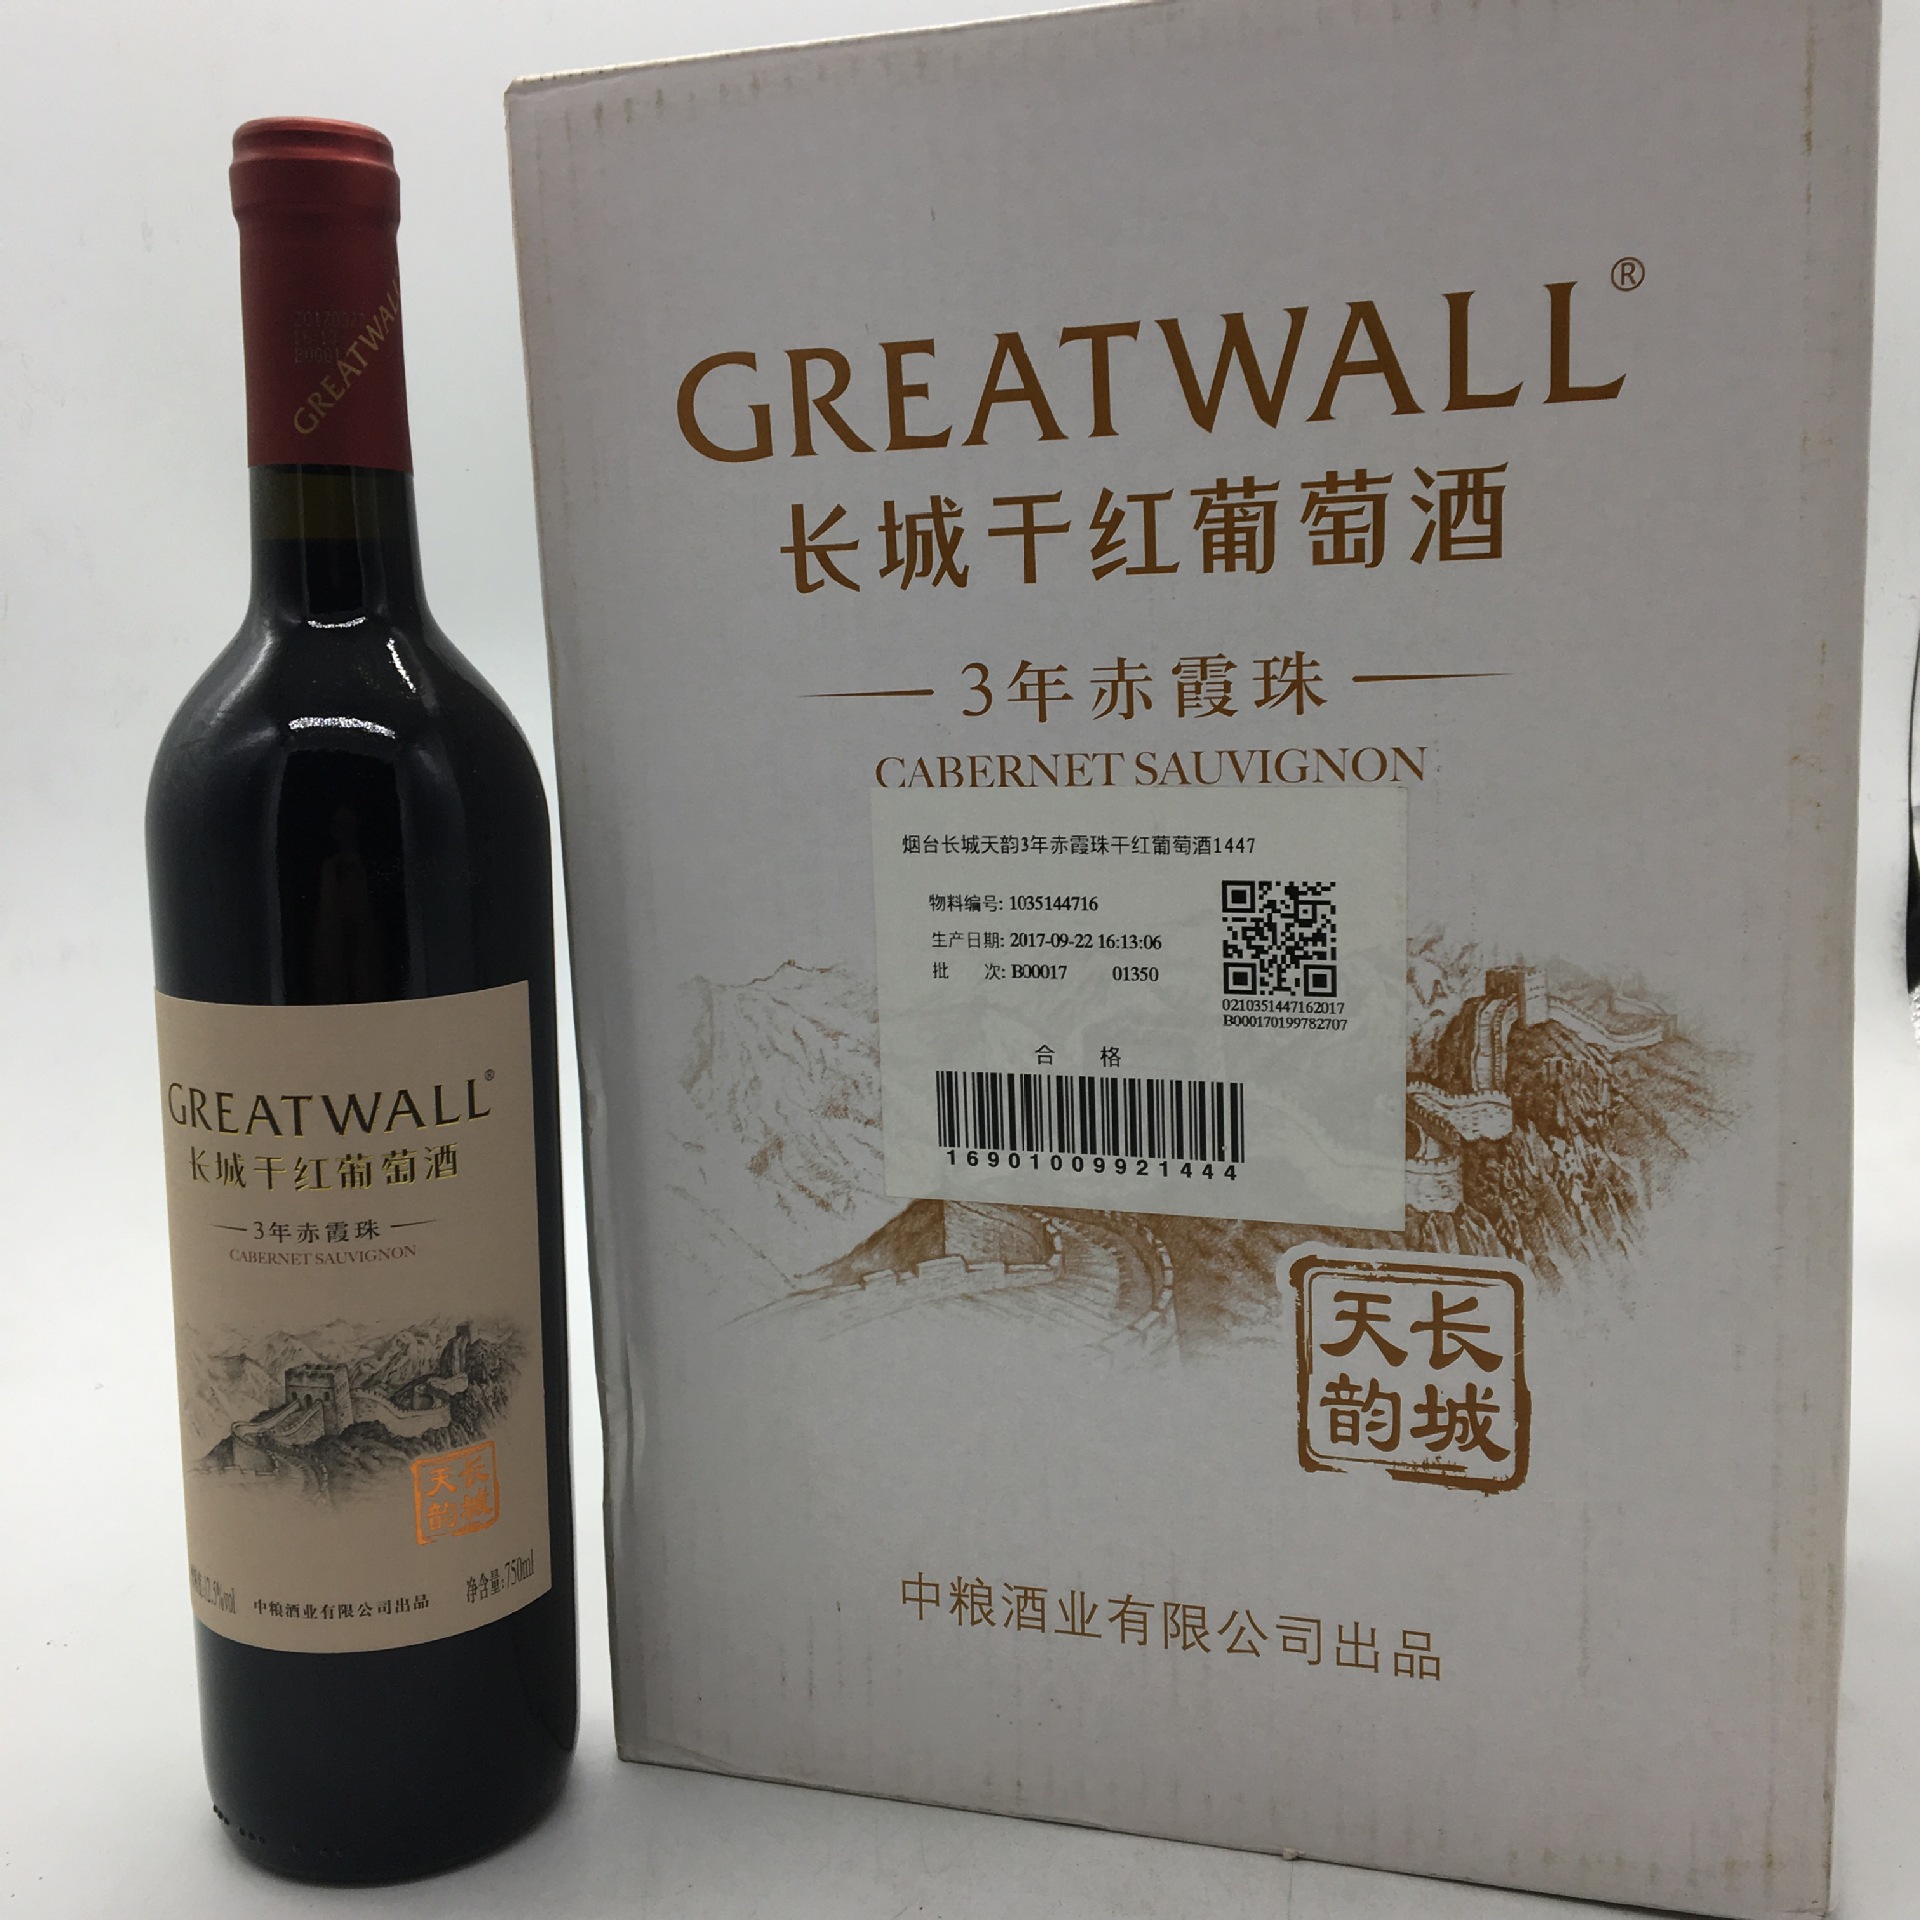 GREATWALL
GREATWALL®
长城干红葡萄酒
3年赤霞珠
CABERNET SAUVIGNON
长城
天韵
中粮酒业有限公司出品
净含量:750ml
GREATWALL®
长城干红葡萄酒
3年赤霞珠
CABERNET SAUVIGNON
烟台长城天韵3年赤霞珠干红葡萄酒1447
物料编号: 1035144716
生产日期: 2017-09-22 16:13:06
批 次: B00017 01350
0210351447162017
B000170199782707
合 格
16901009921444
长城
天韵
中粮酒业有限公司出品